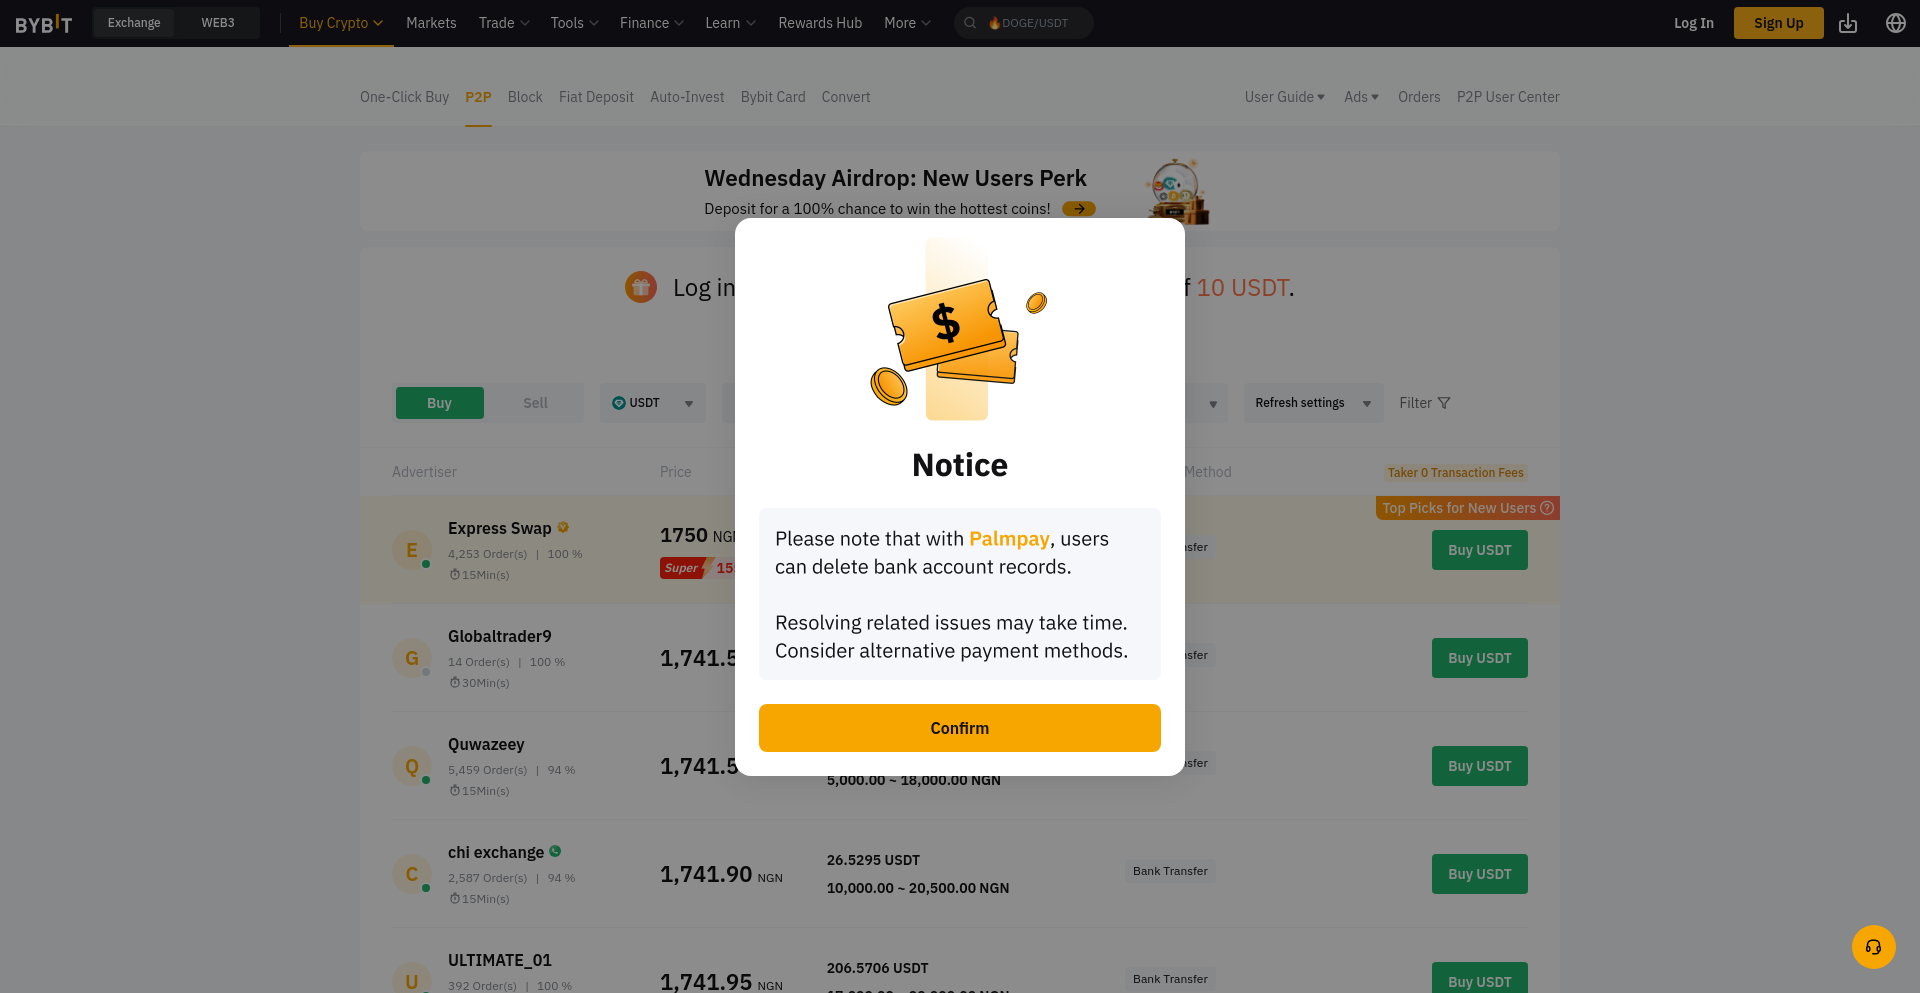 BYBIT Exchange WEB3 Buy Crypto Markets Trade Tools Finance Learn Rewards Hub More DOGE/USDT Log In Sign Up
One-Click Buy P2P Block Fiat Deposit Auto-Invest Bybit Card Convert User Guide Ads Orders P2P User Center
Wednesday Airdrop: New Users Perk
Deposit for a 100% chance to win the hottest coins!
Log in 10 USDT.
Buy Sell USDT Refresh settings Filter
Notice
Advertiser Price Method Taker 0 Transaction Fees
Top Picks for New Users
Express Swap
4,253 Order(s) | 100 %
15Min(s)
1750 NGN
Super 15
Buy USDT
Please note that with Palmpay, users
can delete bank account records.
Resolving related issues may take time.
Consider alternative payment methods.
Confirm
Globaltrader9
14 Order(s) | 100 %
30Min(s)
1,741.5
Buy USDT
Quwazeey
5,459 Order(s) | 94 %
15Min(s)
1,741.5
5,000.00 ~ 18,000.00 NGN
Buy USDT
chi exchange
2,587 Order(s) | 94 %
15Min(s)
1,741.90 NGN
26.5295 USDT
10,000.00 ~ 20,500.00 NGN
Bank Transfer
Buy USDT
ULTIMATE_01
392 Order(s) | 100 %
1,741.95 NGN
206.5706 USDT
Bank Transfer
Buy USDT